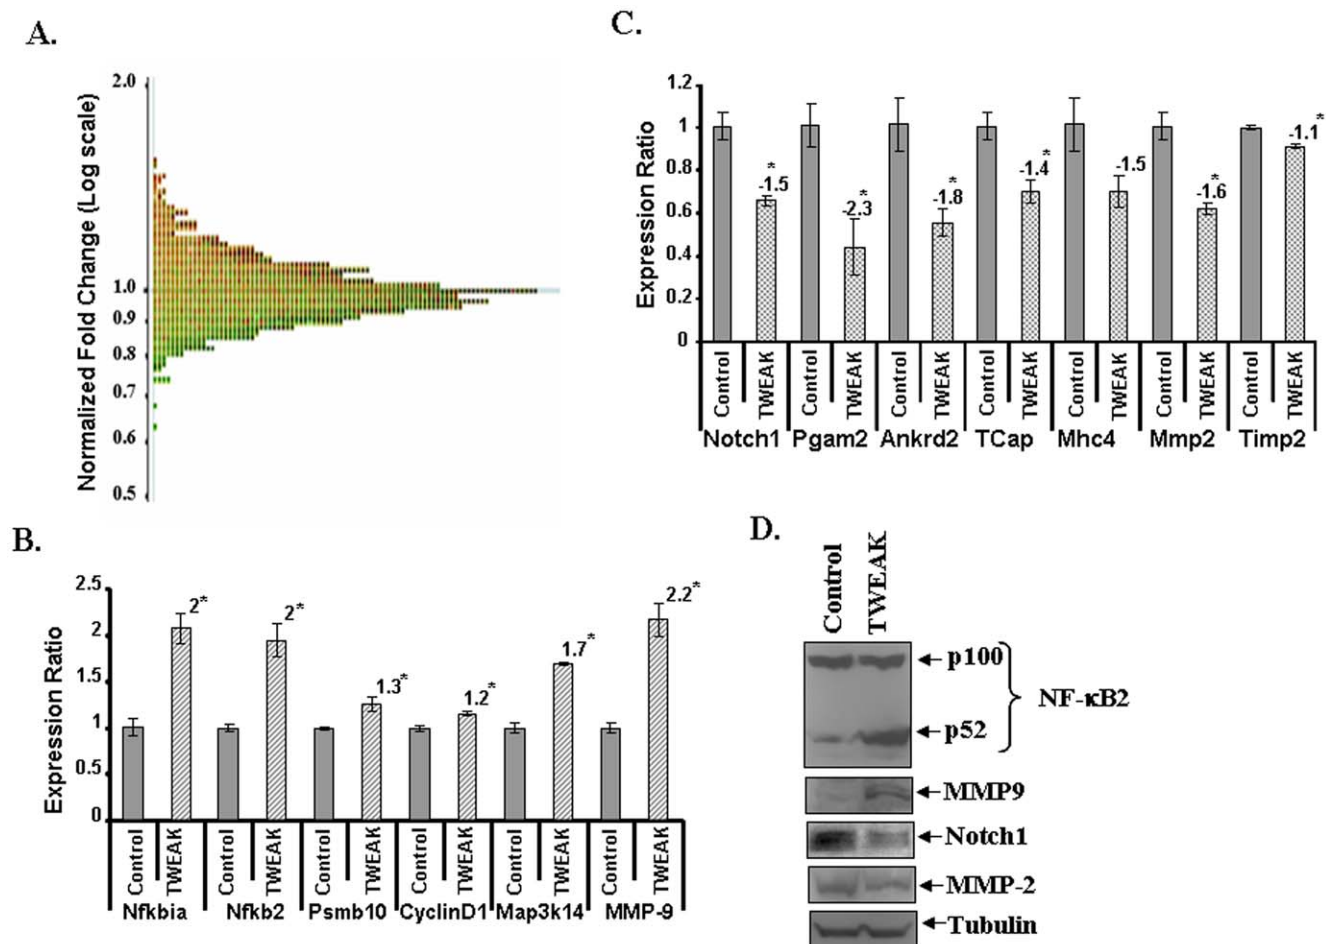 A.
Normalized Fold Change (Log scale)
2.0
1.0
0.9
0.8
0.7
0.6
0.5
B.
Expression Ratio
2.5
2
1.5
1
0.5
0
2*
2*
1.3*
1.2*
1.7*
2.2*
Control TWEAK Control TWEAK Control TWEAK Control TWEAK Control TWEAK Control TWEAK
Nfkbia Nfkb2 Psmb10 CyclinD1 Map3k14 MMP-9
C.
Expression Ratio
1.2
1
0.8
0.6
0.4
0.2
0
-1.5*
-2.3*
-1.8*
-1.4*
-1.5
-1.6*
-1.1*
Control TWEAK Control TWEAK Control TWEAK Control TWEAK Control TWEAK Control TWEAK Control TWEAK
Notch1 Pgam2 Ankrd2 TCap Mhc4 Mmp2 Timp2
D.
Control TWEAK
p100
NF-κB2
p52
MMP9
Notch1
MMP-2
Tubulin